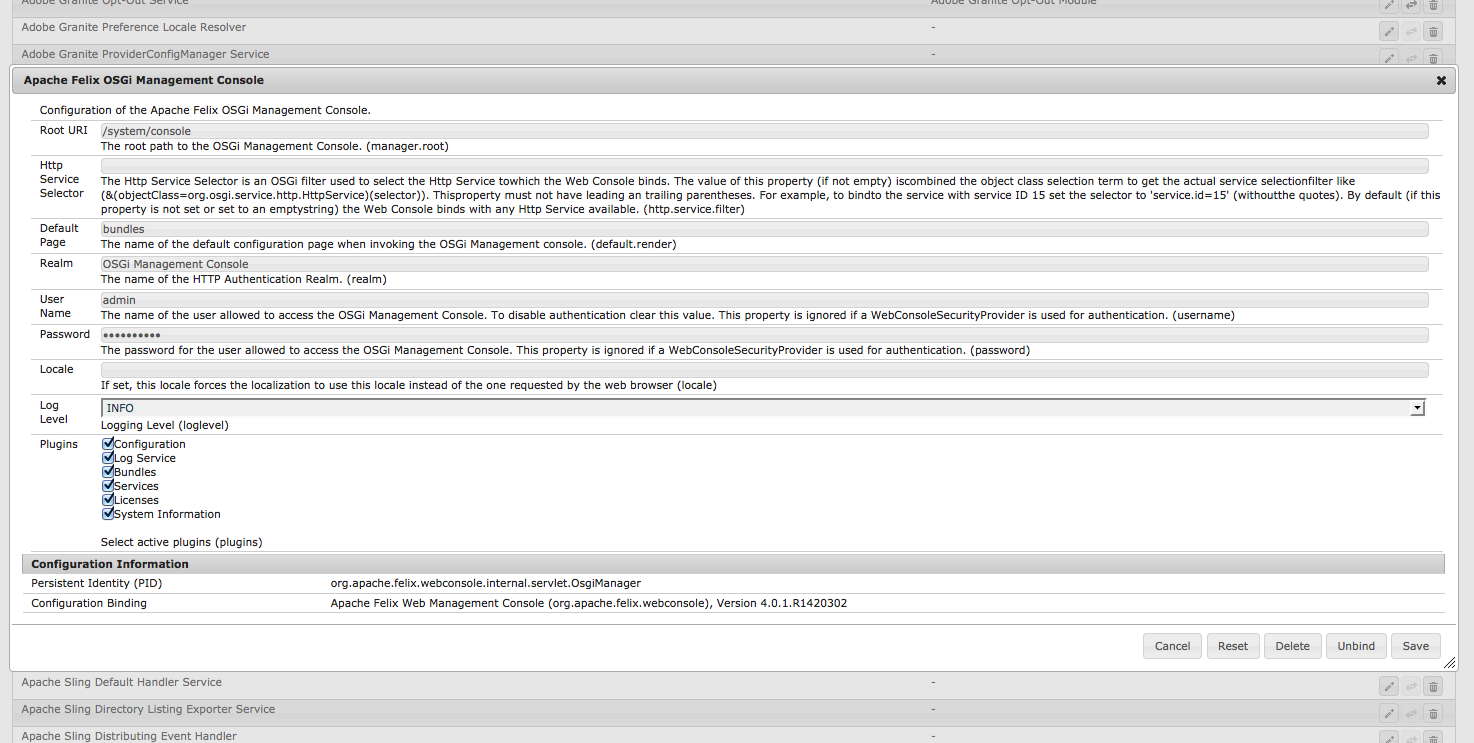 Adobe Granite Opt-Out Service Adobe Granite Opt-Out Module
Adobe Granite Preference Locale Resolver -
Adobe Granite ProviderConfigManager Service -
Apache Felix OSGi Management Console
Configuration of the Apache Felix OSGi Management Console.
Root URI /system/console
The root path to the OSGi Management Console. (manager.root)
Http Service Selector
The Http Service Selector is an OSGi filter used to select the Http Service towhich the Web Console binds. The value of this property (if not empty) iscombined the object class selection term to get the actual service selectionfilter like
(&(objectClass=org.osgi.service.http.HttpService)(selector)). Thisproperty must not have leading an trailing parentheses. For example, to bindto the service with service ID 15 set the selector to 'service.id=15' (withoutthe quotes). By default (if this
property is not set or set to an emptystring) the Web Console binds with any Http Service available. (http.service.filter)
Default Page bundles
The name of the default configuration page when invoking the OSGi Management console. (default.render)
Realm OSGi Management Console
The name of the HTTP Authentication Realm. (realm)
User Name admin
The name of the user allowed to access the OSGi Management Console. To disable authentication clear this value. This property is ignored if a WebConsoleSecurityProvider is used for authentication. (username)
Password ••••••••••
The password for the user allowed to access the OSGi Management Console. This property is ignored if a WebConsoleSecurityProvider is used for authentication. (password)
Locale
If set, this locale forces the localization to use this locale instead of the one requested by the web browser (locale)
Log Level INFO
Logging Level (loglevel)
Plugins Configuration
Log Service
Bundles
Services
Licenses
System Information
Select active plugins (plugins)
Configuration Information
Persistent Identity (PID) org.apache.felix.webconsole.internal.servlet.OsgiManager
Configuration Binding Apache Felix Web Management Console (org.apache.felix.webconsole), Version 4.0.1.R1420302
Cancel Reset Delete Unbind Save
Apache Sling Default Handler Service -
Apache Sling Directory Listing Exporter Service -
Apache Sling Distributing Event Handler -